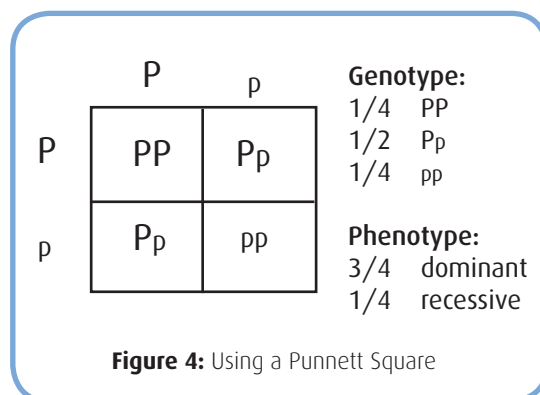 P p
P PP Pp
p Pp pp
Genotype:
1/4 PP
1/2 Pp
1/4 pp
Phenotype:
3/4 dominant
1/4 recessive
Figure 4: Using a Punnett Square